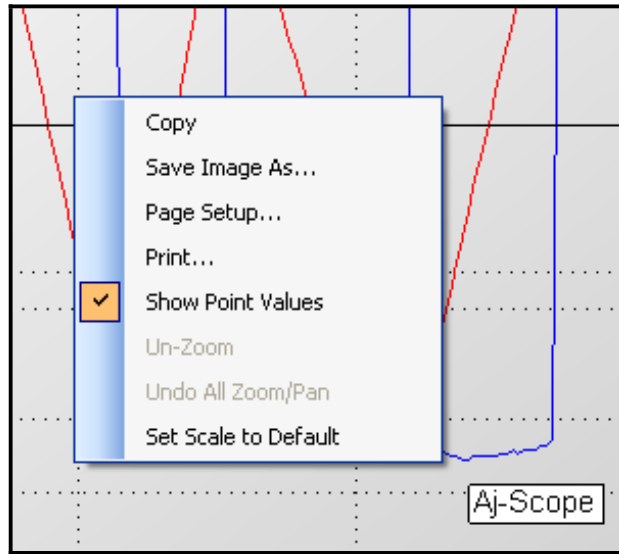 Copy
Save Image As...
Page Setup...
Print...
Show Point Values
Un-Zoom
Undo All Zoom/Pan
Set Scale to Default
Aj-Scope